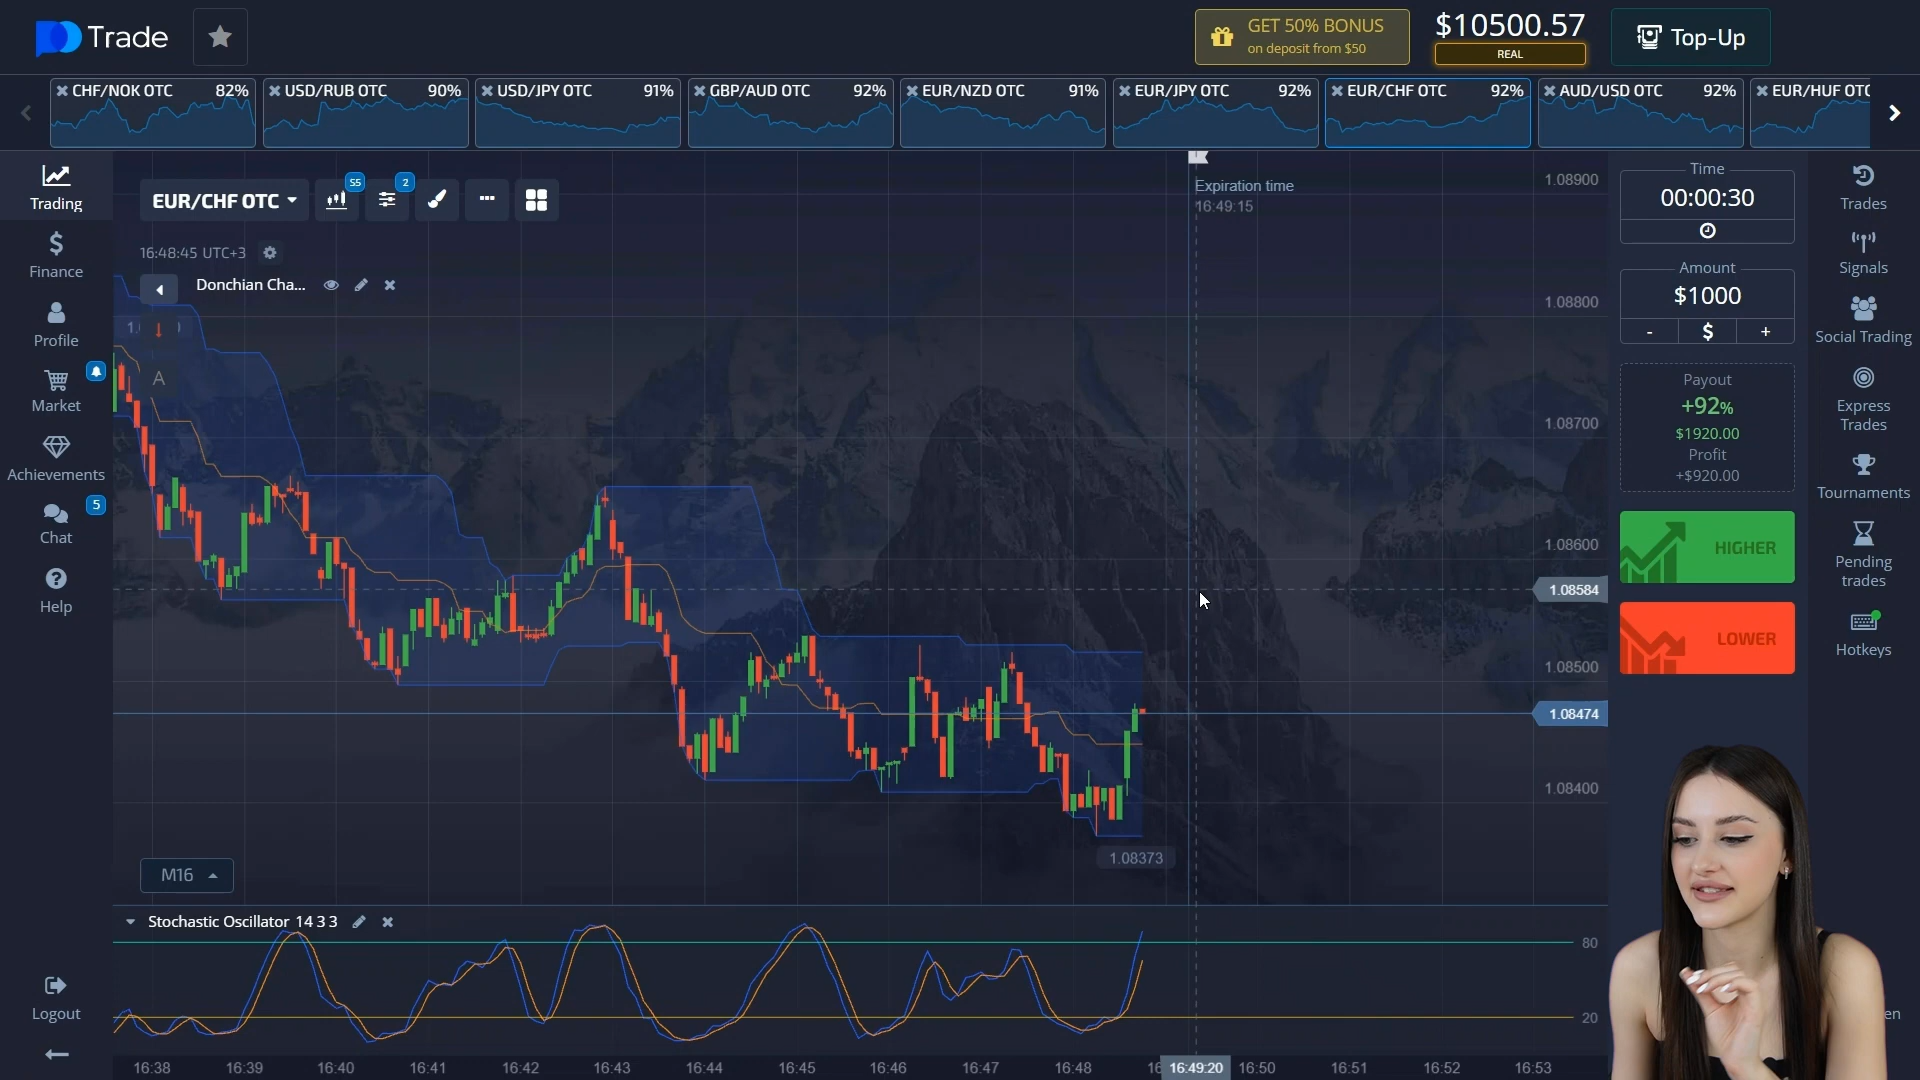 Trade
GET 50% BONUS
on deposit from $50
$10500.57
REAL
Top-Up
CHF/NOK OTC 82%
USD/RUB OTC 90%
USD/JPY OTC 91%
GBP/AUD OTC 92%
EUR/NZD OTC 91%
EUR/JPY OTC 92%
EUR/CHF OTC 92%
AUD/USD OTC 92%
EUR/HUF OTC
Trading
Finance
Profile
Market
Achievements
5
Chat
Help
Logout
EUR/CHF OTC
S5
2
16:48:45 UTC+3
Donchian Cha...
A
Expiration time
16:49:15
1.08900
1.08800
1.08700
1.08600
1.08584
1.08500
1.08474
1.08400
1.08373
M16
Stochastic Oscillator 14 3 3
80
20
16:38 16:39 16:40 16:41 16:42 16:43 16:44 16:45 16:46 16:47 16:48 16:49:20 16:50 16:51 16:52 16:53
Time
00:00:30
Amount
$1000
- $ +
Payout
+92%
$1920.00
Profit
+$920.00
HIGHER
LOWER
Trades
Signals
Social Trading
Express
Trades
Tournaments
Pending
trades
Hotkeys